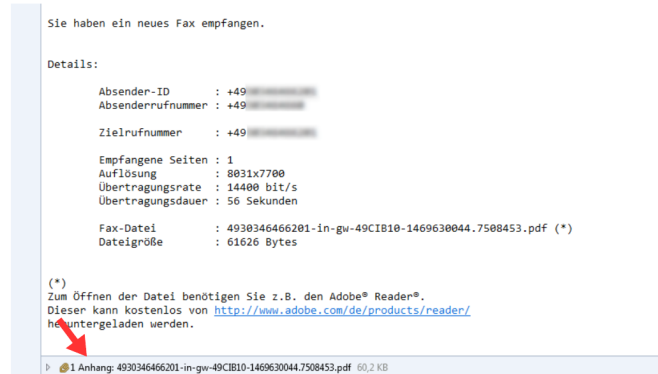 Sie haben ein neues Fax empfangen.
Details:
Absender-ID : +49
Absenderrufnummer : +49
Zielrufnummer : +49
Empfangene Seiten : 1
Auflösung : 8031x7700
Übertragungsrate : 14400 bit/s
Übertragungsdauer : 56 Sekunden
Fax-Datei : 4930346466201-in-gw-49CIB10-1469630044.7508453.pdf (*)
Dateigröße : 61626 Bytes
(*)
Zum Öffnen der Datei benötigen Sie z.B. den Adobe® Reader®.
Dieser kann kostenlos von http://www.adobe.com/de/products/reader/
heruntergeladen werden.
1 Anhang: 4930346466201-in-gw-49CIB10-1469630044.7508453.pdf 60,2 KB